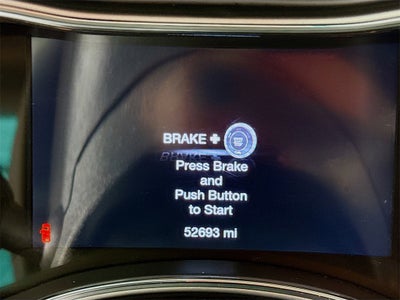 BRAKE +
Press Brake
and
Push Button
to Start
52693 mi